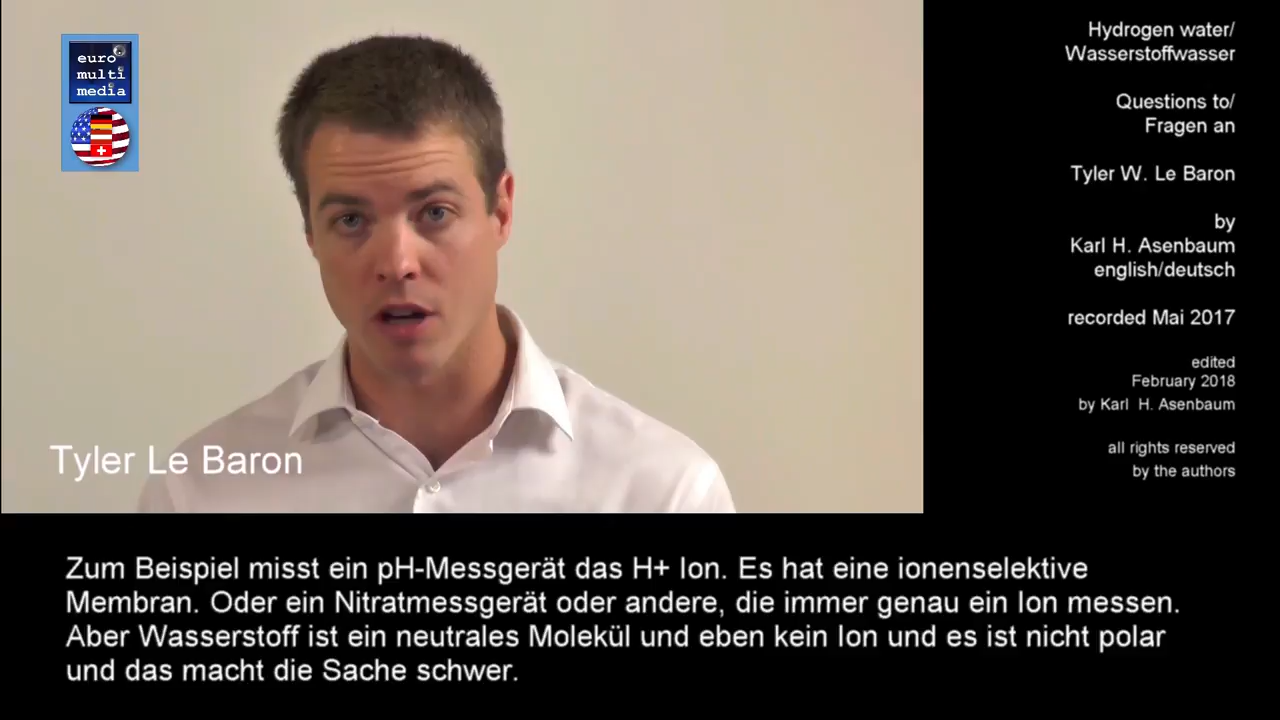 euro
multi
media
Hydrogen water/
Wasserstoffwasser
Questions to/
Fragen an
Tyler W. Le Baron
by
Karl H. Asenbaum
english/deutsch
recorded Mai 2017
edited
February 2018
by Karl H. Asenbaum
all rights reserved
by the authors
Tyler Le Baron
Zum Beispiel misst ein pH-Messgerät das H+ Ion. Es hat eine ionenselektive
Membran. Oder ein Nitratmessgerät oder andere, die immer genau ein Ion messen.
Aber Wasserstoff ist ein neutrales Molekül und eben kein Ion und es ist nicht polar
und das macht die Sache schwer.